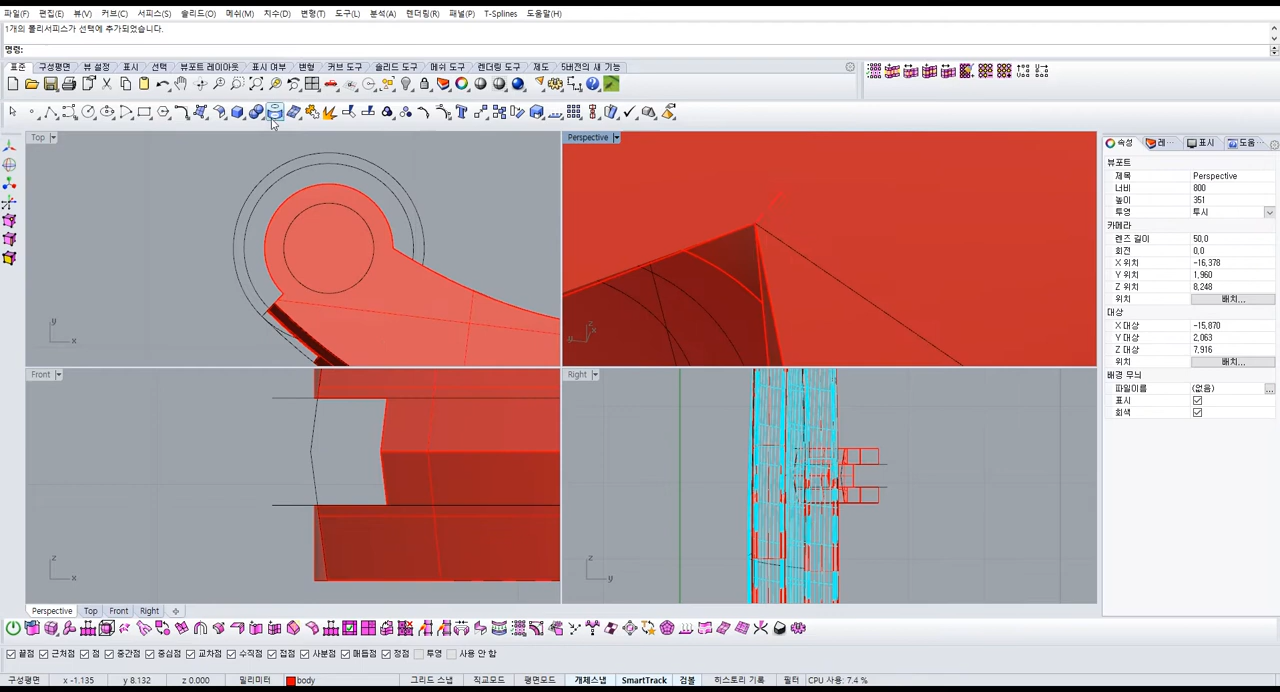 파일(F) 편집(E) 뷰(V) 커브(C) 서피스(S) 솔리드(O) 메쉬(M) 치수(D) 변형(T) 도구(L) 분석(A) 렌더링(R) 패널(P) T-Splines 도움말(H)
1개의 폴리서피스가 선택에 추가되었습니다.
명령:
표준 구성평면 뷰 설정 표시 선택 뷰포트 레이아웃 표시 여부 변형 커브 도구 솔리드 도구 메쉬 도구 렌더링 도구 제도 5버전의 새 기능
Top
Perspective
속성 레… 표시 도움…
뷰포트
제목 Perspective
너비 800
높이 351
투영 투시
카메라
렌즈 길이 50,0
회전 0,0
X 위치 -16,378
Y 위치 1,960
Z 위치 8,248
위치 배치...
대상
X 대상 -15,870
Y 대상 2,063
Z 대상 7,916
위치 배치...
배경 무늬
파일이름 (없음) ...
표시
회색
y
x
z
x
y
Front
Right
z
x
z
y
Perspective Top Front Right
끝점 근처점 점 중간점 중심점 교차점 수직점 접점 사분점 매듭점 정점 투영 사용 안 함
구성평면 x -1.135 y 8.132 z 0.000 밀리미터 body 그리드 스냅 직교모드 평면모드 개체스냅 SmartTrack 검볼 히스토리 기록 필터 CPU 사용: 7.4 %